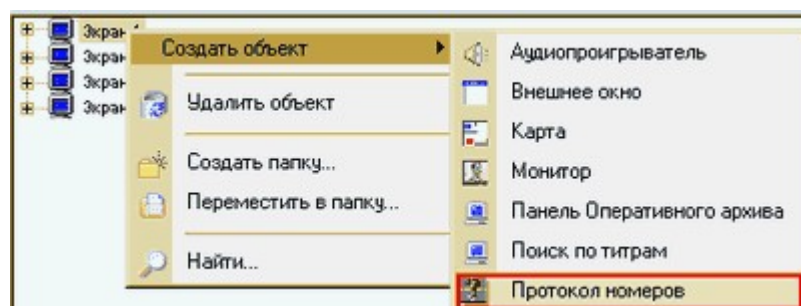 Экран 1
Экран
Экран
Экран
Создать объект
Удалить объект
Создать папку...
Переместить в папку...
Найти...
Аудиопроигрыватель
Внешнее окно
Карта
Монитор
Панель Оперативного архива
Поиск по титрам
Протокол номеров